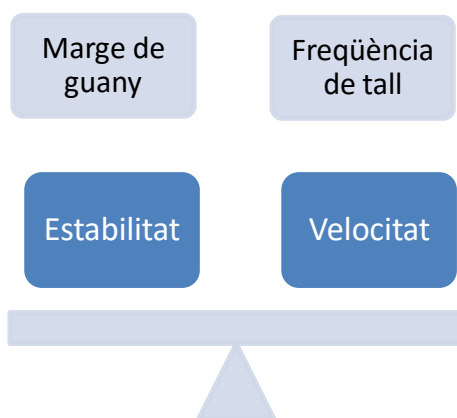 Marge de
guany
Freqüència
de tall
Estabilitat
Velocitat